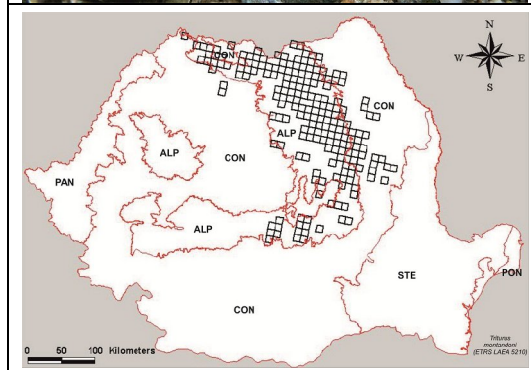 N
W E
S
CON
CON
ALP
ALP
CON
PAN
ALP
STE
PON
CON
Triturus
montandoni
(ETRS LAEA 5210)
0 50 100 Kilometers